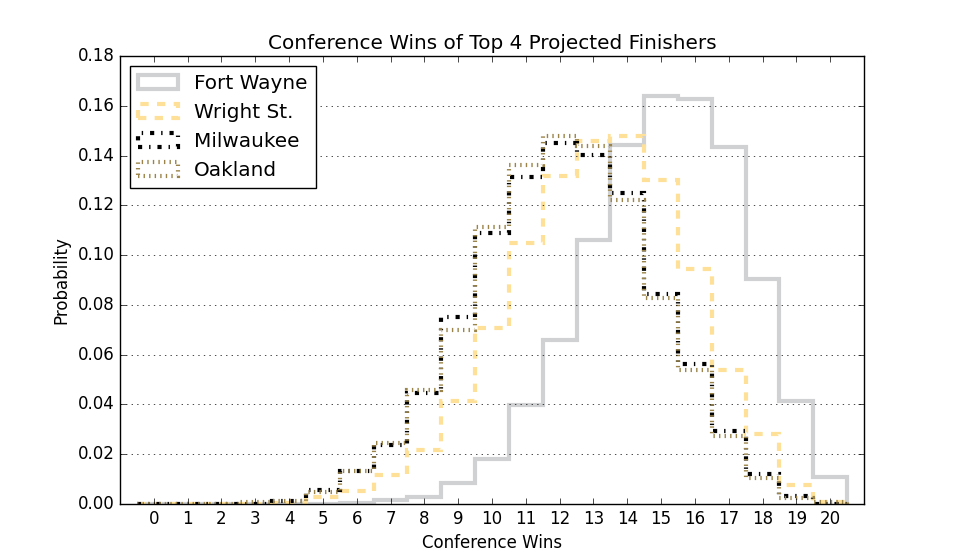 Conference Wins of Top 4 Projected Finishers
Fort Wayne
Wright St.
Milwaukee
Oakland
Probability
0.18
0.16
0.14
0.12
0.10
0.08
0.06
0.04
0.02
0.00
0 1 2 3 4 5 6 7 8 9 10 11 12 13 14 15 16 17 18 19 20
Conference Wins